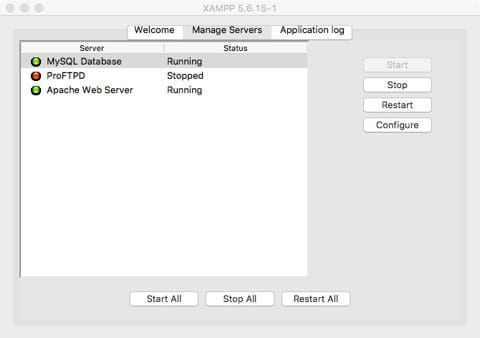 XAMPP 5.6.15-1
Welcome Manage Servers Application log
Server Status
MySQL Database Running
ProFTPD Stopped
Apache Web Server Running
Start
Stop
Restart
Configure
Start All Stop All Restart All